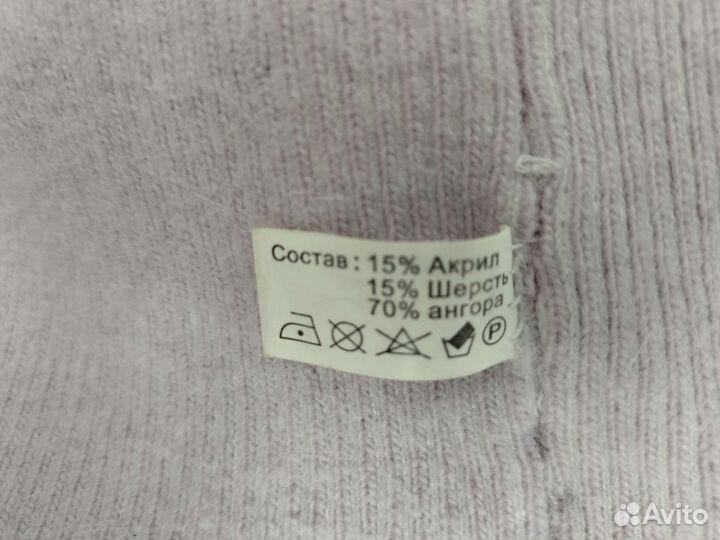 Состав : 15% Акрил
15% Шерсть
70% ангора
P
Avito